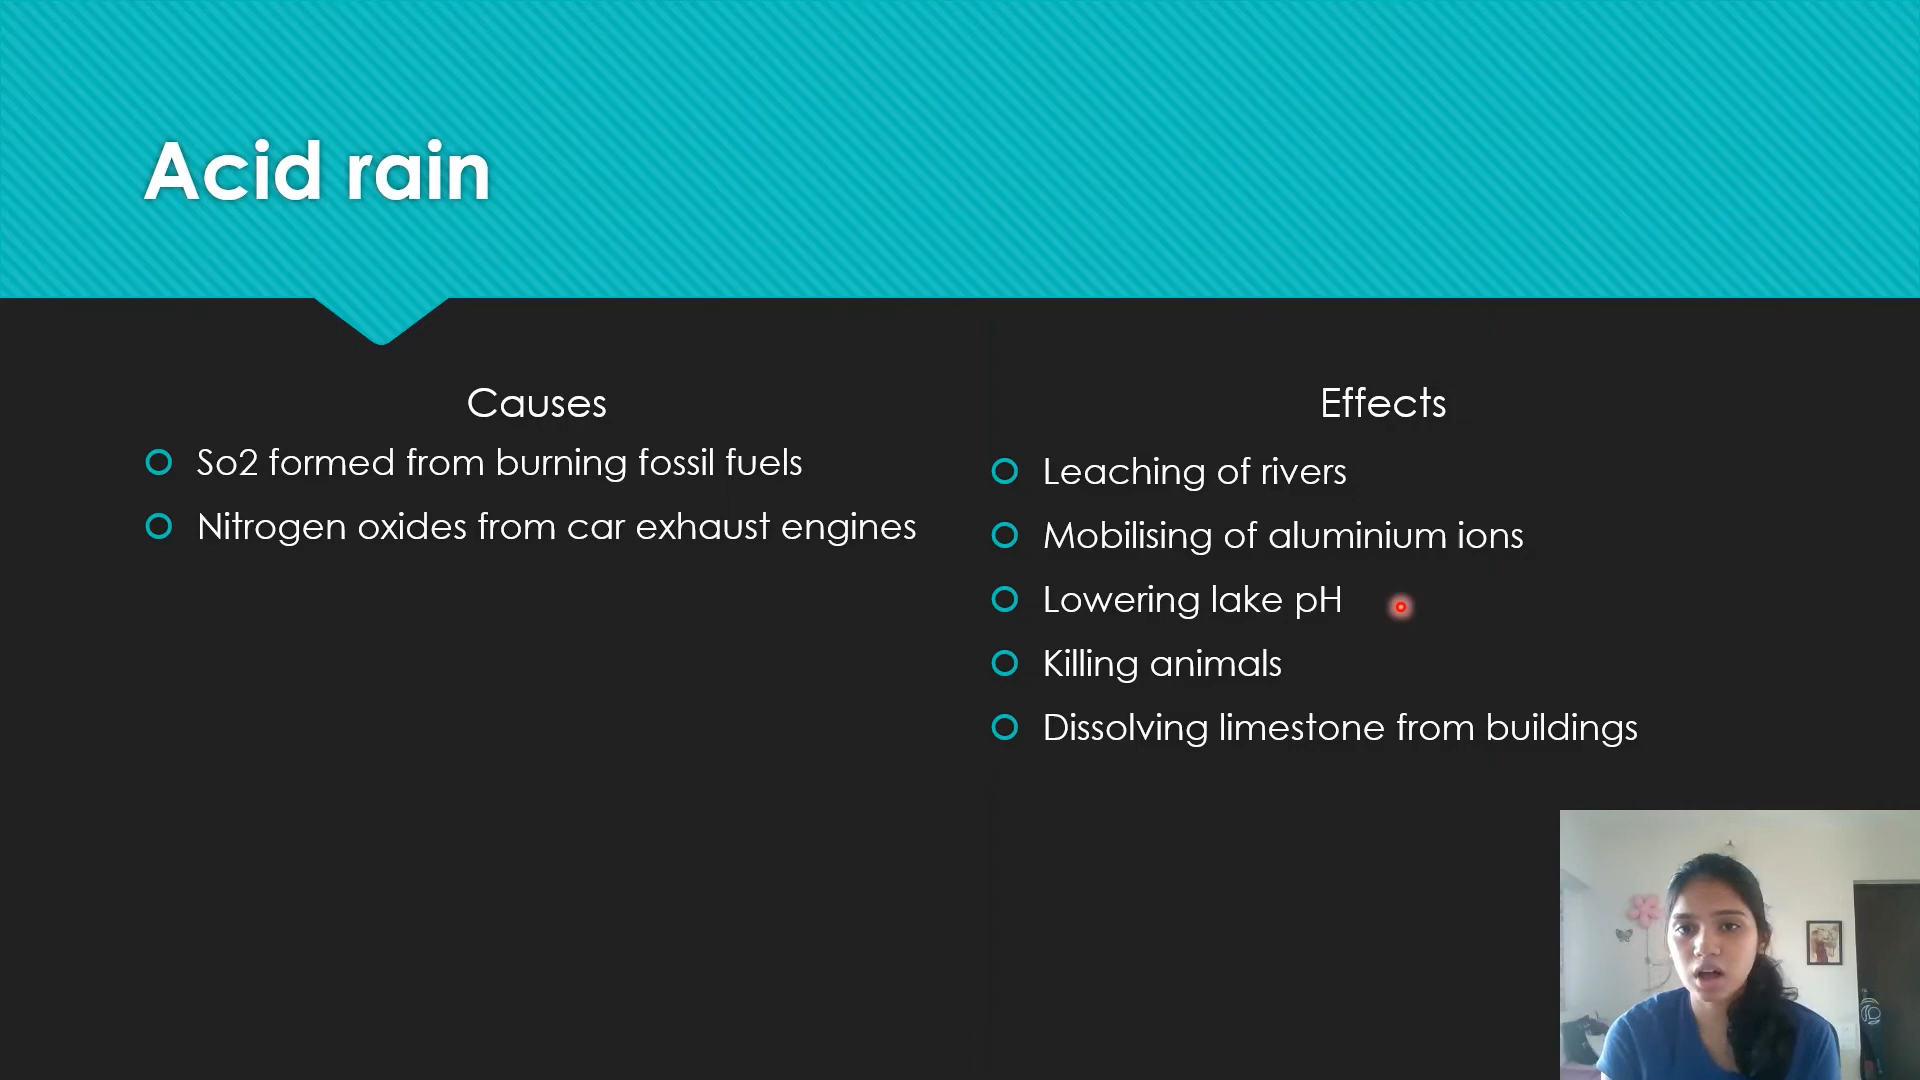 Acid rain
Causes
So2 formed from burning fossil fuels
Nitrogen oxides from car exhaust engines
Effects
Leaching of rivers
Mobilising of aluminium ions
Lowering lake pH
Killing animals
Dissolving limestone from buildings